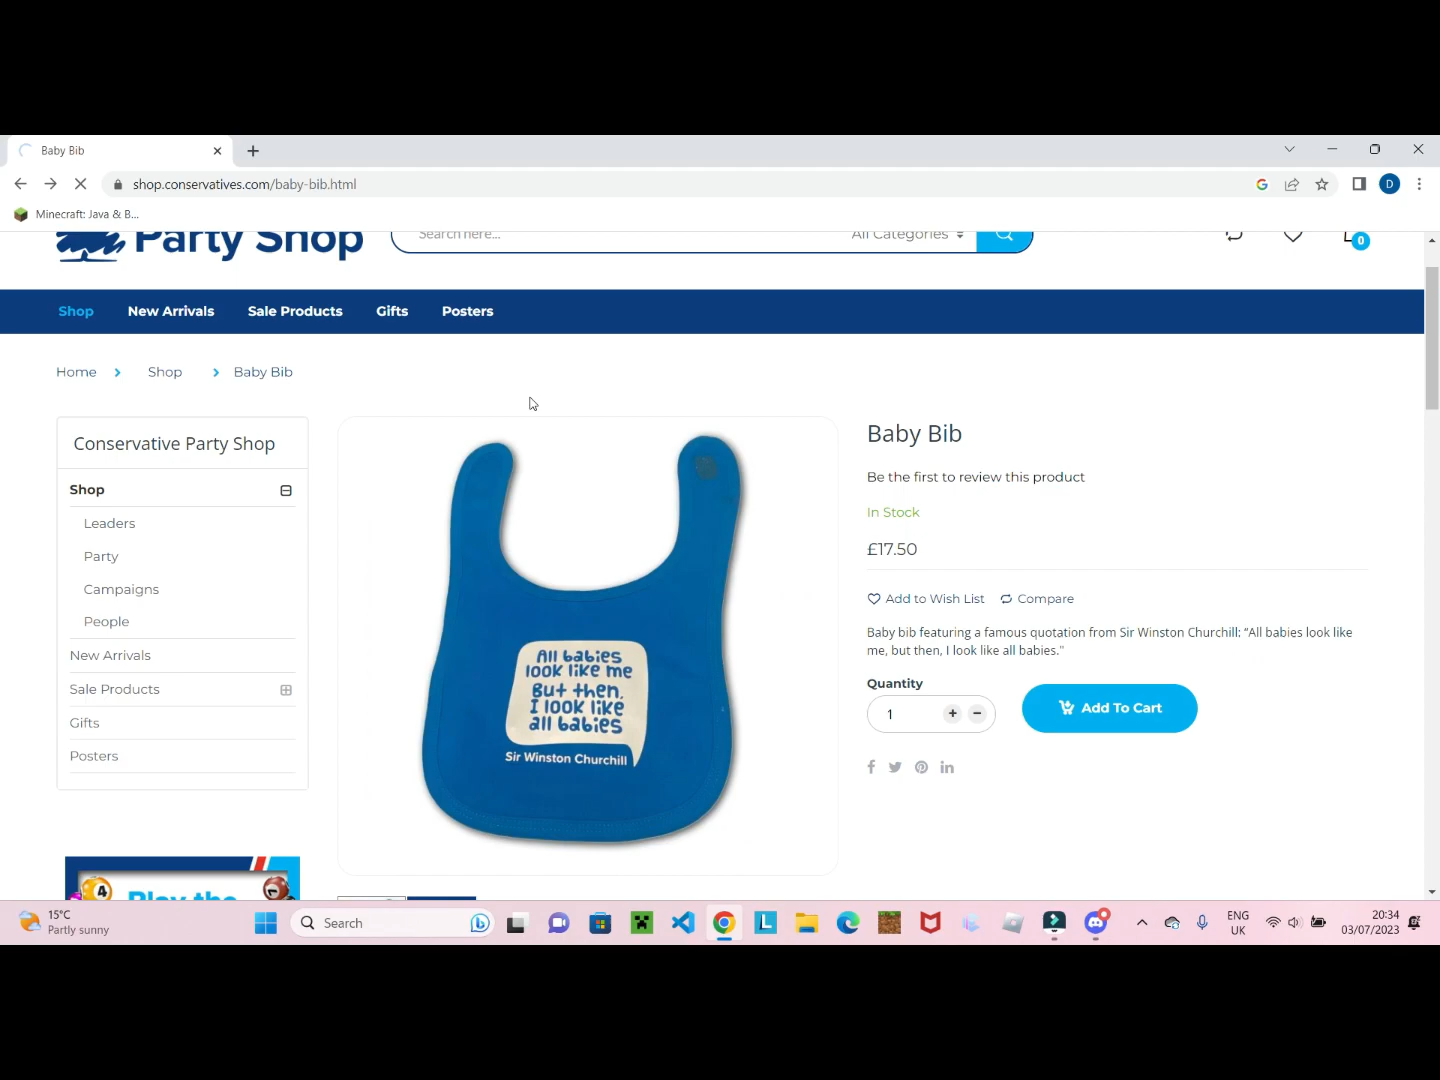 Baby Bib
shop.conservatives.com/baby-bib.html
Minecraft: Java & B...
Party Shop
Search here...
All Categories
0
Shop
New Arrivals
Sale Products
Gifts
Posters
Home
Shop
Baby Bib
Conservative Party Shop
Shop
Leaders
Party
Campaigns
People
New Arrivals
Sale Products
Gifts
Posters
All babies
look like me
But then,
I look like
all babies
Sir Winston Churchill
Baby Bib
Be the first to review this product
In Stock
£17.50
Add to Wish List
Compare
Baby bib featuring a famous quotation from Sir Winston Churchill: “All babies look like
me, but then, I look like all babies."
Quantity
1
Add To Cart
4
Play the
15°C
Partly sunny
Search
ENG
UK
20:34
03/07/2023